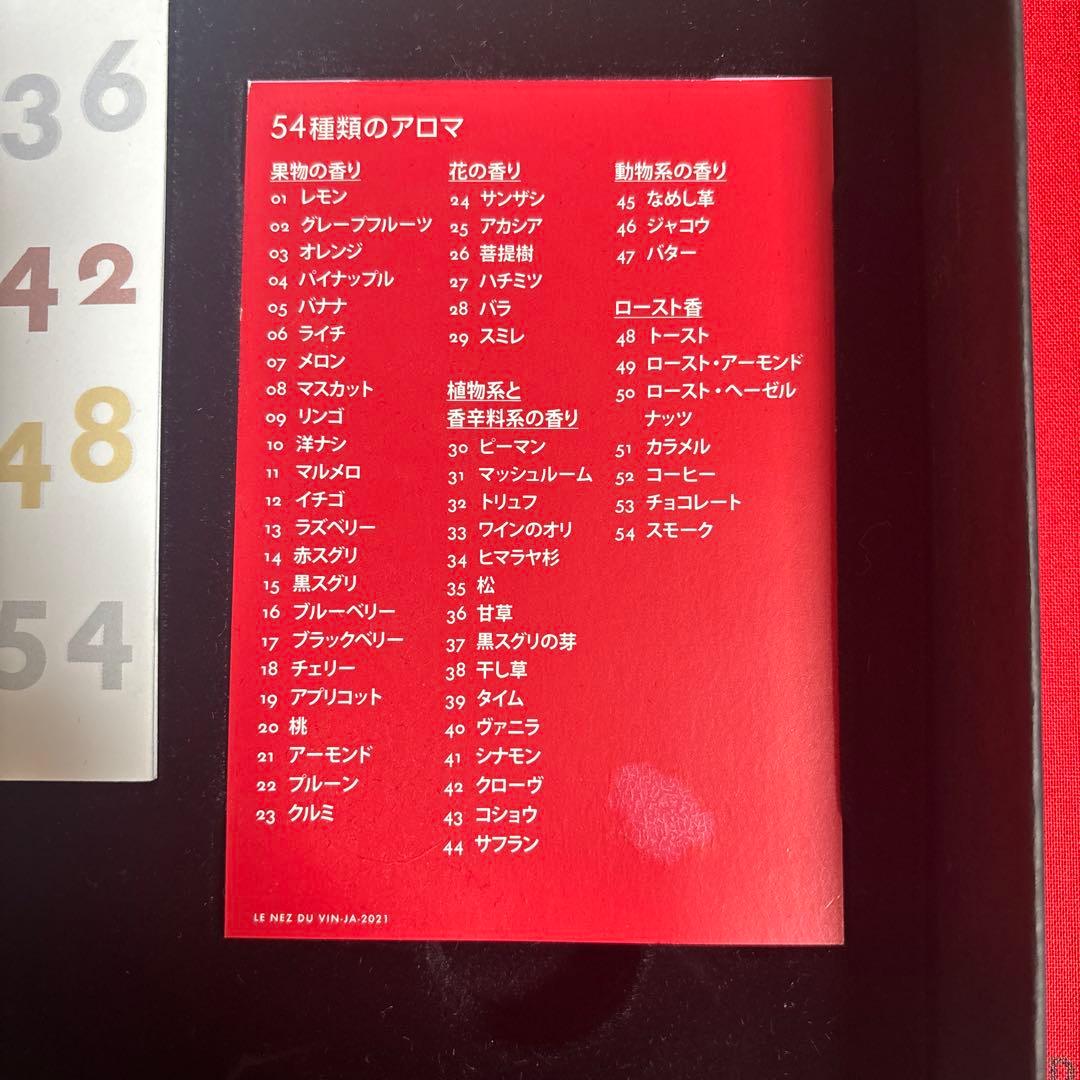 36
42
48
54
54種類のアロマ
果物の香り
01 レモン
02 グレープフルーツ
03 オレンジ
04 パイナップル
05 バナナ
06 ライチ
07 メロン
08 マスカット
09 リンゴ
10 洋ナシ
11 マルメロ
12 イチゴ
13 ラズベリー
14 赤スグリ
15 黒スグリ
16 ブルーベリー
17 ブラックベリー
18 チェリー
19 アプリコット
20 桃
21 アーモンド
22 プルーン
23 クルミ
花の香り
24 サンザシ
25 アカシア
26 菩提樹
27 ハチミツ
28 バラ
29 スミレ
植物系と
香辛料系の香り
30 ピーマン
31 マッシュルーム
32 トリュフ
33 ワインのオリ
34 ヒマラヤ杉
35 松
36 甘草
37 黒スグリの芽
38 干し草
39 タイム
40 ヴァニラ
41 シナモン
42 クローヴ
43 コショウ
44 サフラン
動物系の香り
45 なめし革
46 ジャコウ
47 バター
ロースト香
48 トースト
49 ロースト・アーモンド
50 ロースト・ヘーゼル
ナッツ
51 カラメル
52 コーヒー
53 チョコレート
54 スモーク
LE NEZ DU VIN-JA-2021